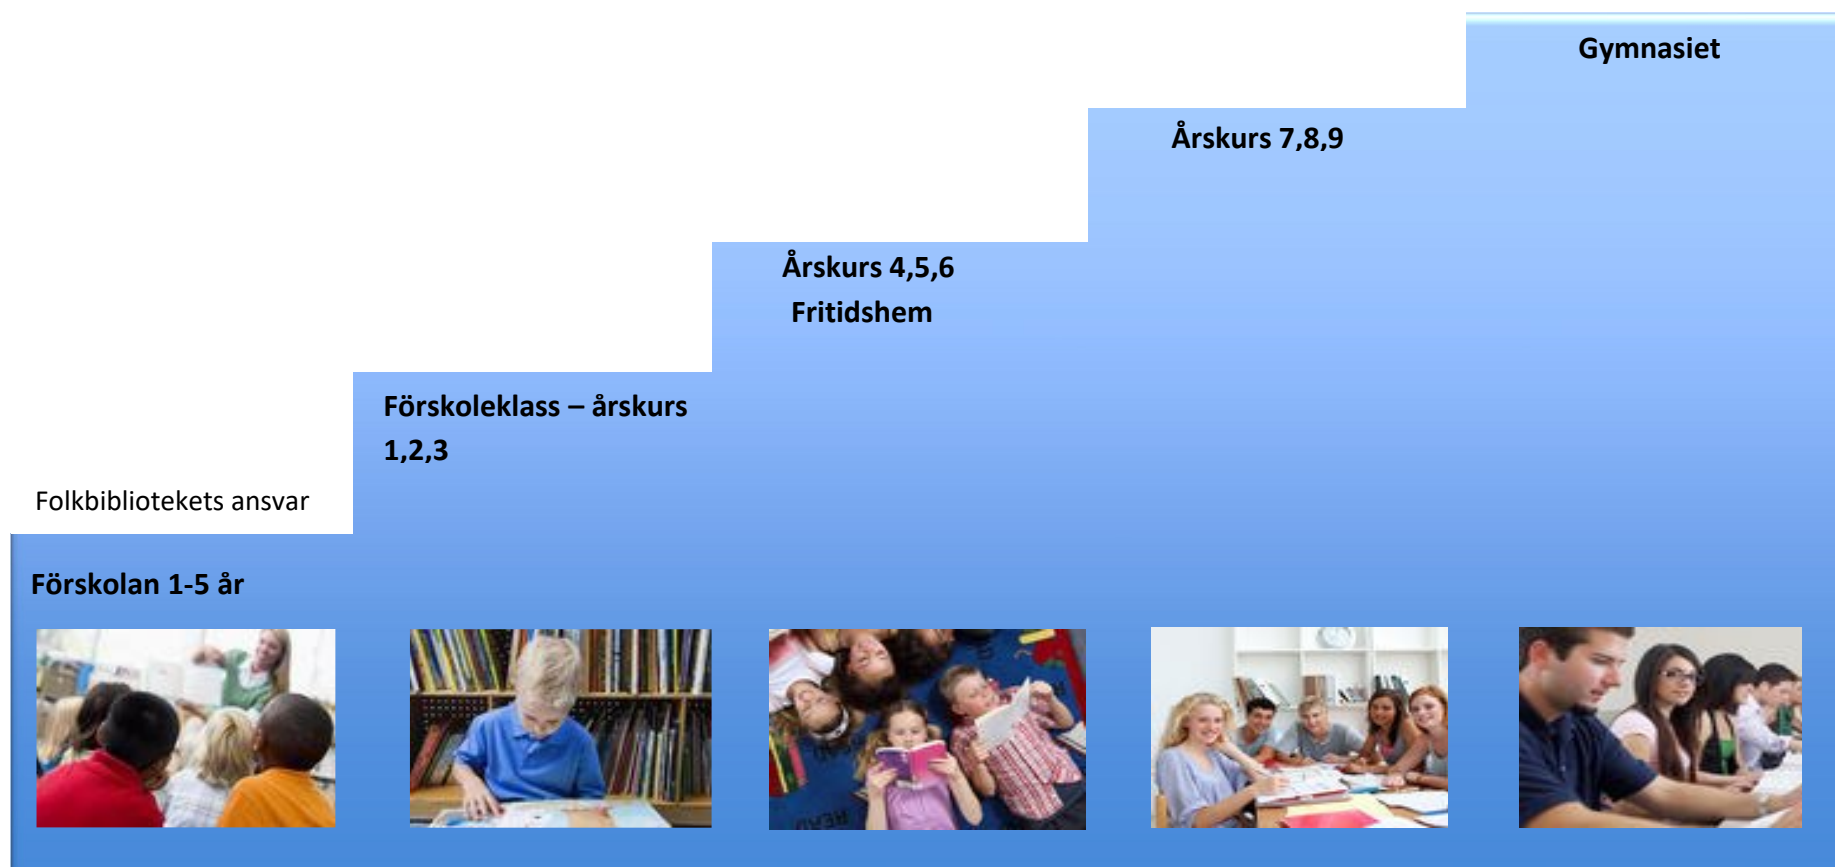 Gymnasiet
Årskurs 7,8,9
Årskurs 4,5,6
Fritidshem
Förskoleklass – årskurs
1,2,3
Folkbibliotekets ansvar
Förskolan 1-5 år
READ